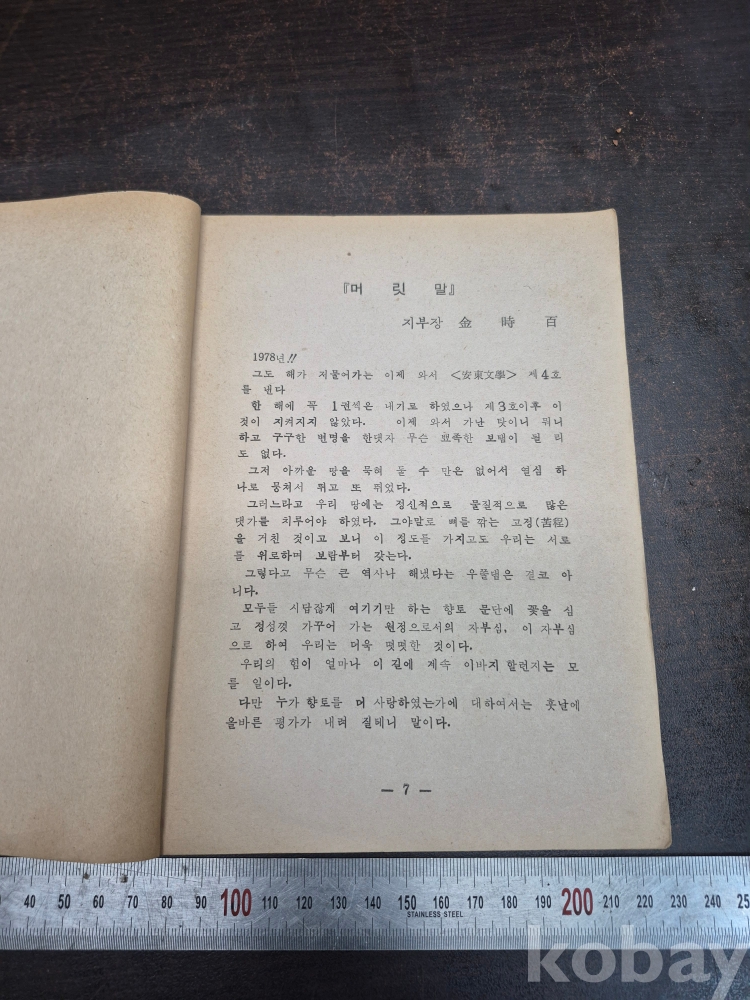 『머 릿 말』
지부장 金 時 百
1978년!!
그도 해가 저물어가는 이제 와서 <安東文學> 제4호
를 낸다
한 해에 꼭 1권씩은 내기로 하였으나 제3호이후 이
것이 지켜지지 않았다. 이제 와서 가난 탓이니 뭐니
하고 구구한 변명을 한댓자 무슨 뾰족한 보탬이 될 리
도 없다.
그저 아까운 땅을 묵혀 둘 수 만은 없어서 열심 하
나로 뭉쳐서 뛰고 또 뛰었다.
그러느라고 우리 땅에는 정신적으로 물질적으로 많은
댓가를 치루어야 하였다. 그야말로 뼈를 깎는 고정(苦程)
을 거친 것이고 보니 이 정도를 가지고도 우리는 서로
를 위로하며 보람부터 갖는다.
그렇다고 무슨 큰 역사나 해냈다는 우쭐댐은 결코 아
니다.
모두들 시답잖게 여기기만 하는 향토 문단에 꽃을 심
고 정성껏 가꾸어 가는 원정으로서의 자부심, 이 자부심
으로 하여 우리는 더욱 떳떳한 것이다.
우리의 힘이 얼마나 이 길에 계속 이바지 할런지는 모
를 일이다.
다만 누가 향토를 더 사랑하였는가에 대하여서는 훗날에
올바른 평가가 내려 질테니 말이다.
— 7 —
30 40 50 60 70 80 90 100 110 120 130 140 150 160 170 180 190 200 210 220 230 240
STAINLESS STEEL
kobay